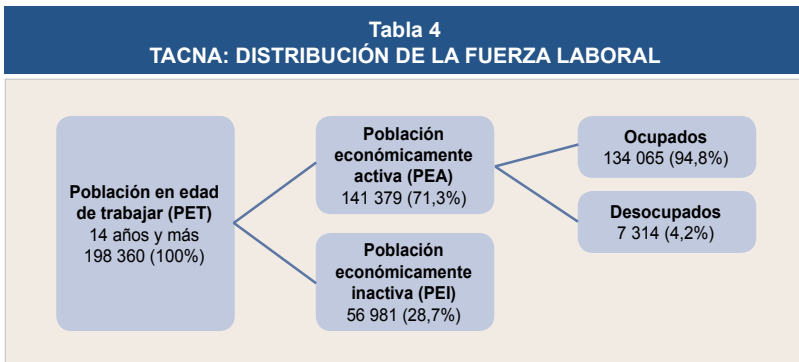 Tabla 4
TACNA: DISTRIBUCIÓN DE LA FUERZA LABORAL
Población en edad
de trabajar (PET)
14 años y más
198 360 (100%)
Población
económicamente
activa (PEA)
141 379 (71,3%)
Población
económicamente
inactiva (PEI)
56 981 (28,7%)
Ocupados
134 065 (94,8%)
Desocupados
7 314 (4,2%)